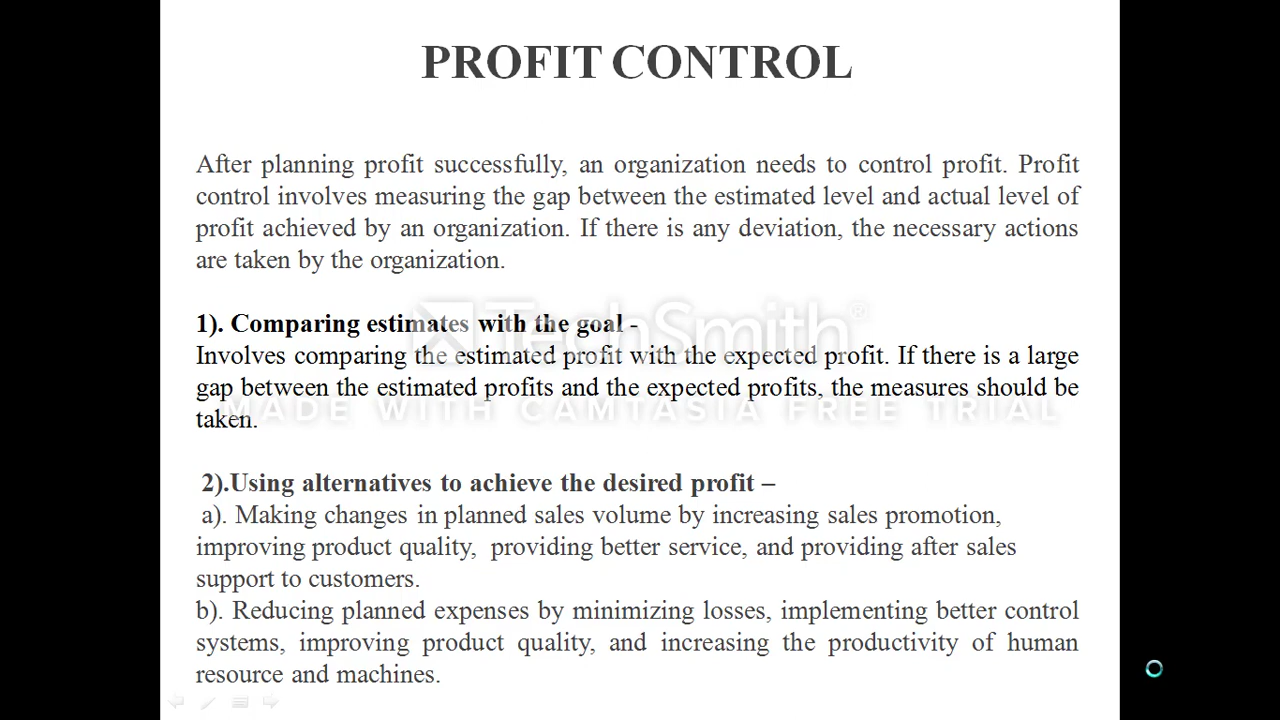 PROFIT CONTROL
After planning profit successfully, an organization needs to control profit. Profit
control involves measuring the gap between the estimated level and actual level of
profit achieved by an organization. If there is any deviation, the necessary actions
are taken by the organization.
1). Comparing estimates with the goal -
Involves comparing the estimated profit with the expected profit. If there is a large
gap between the estimated profits and the expected profits, the measures should be
taken.
TechSmith®
MADE WITH CAMTASIA FREE TRIAL
2).Using alternatives to achieve the desired profit –
a). Making changes in planned sales volume by increasing sales promotion,
improving product quality, providing better service, and providing after sales
support to customers.
b). Reducing planned expenses by minimizing losses, implementing better control
systems, improving product quality, and increasing the productivity of human
resource and machines.